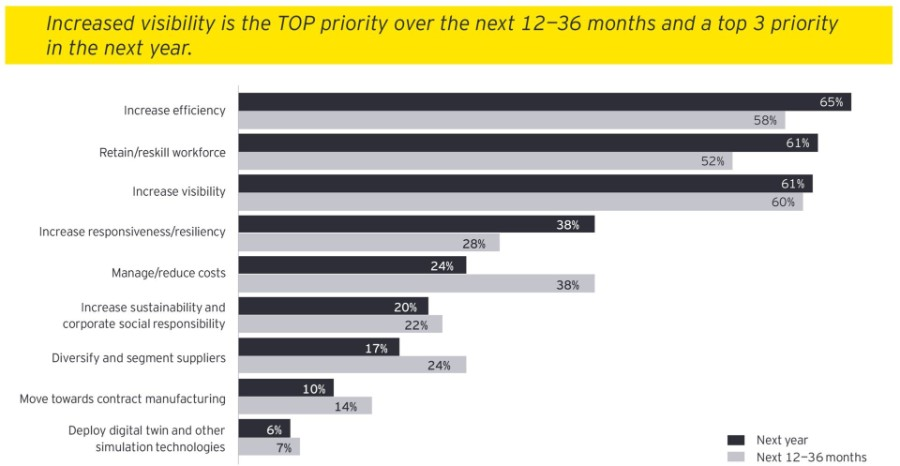 Increased visibility is the TOP priority over the next 12–36 months and a top 3 priority
in the next year.
Increase efficiency
65%
58%
Retain/reskill workforce
61%
52%
Increase visibility
61%
60%
Increase responsiveness/resiliency
38%
28%
Manage/reduce costs
24%
38%
Increase sustainability and
corporate social responsibility
20%
22%
Diversify and segment suppliers
17%
24%
Move towards contract manufacturing
10%
14%
Deploy digital twin and other
simulation technologies
6%
7%
Next year
Next 12–36 months